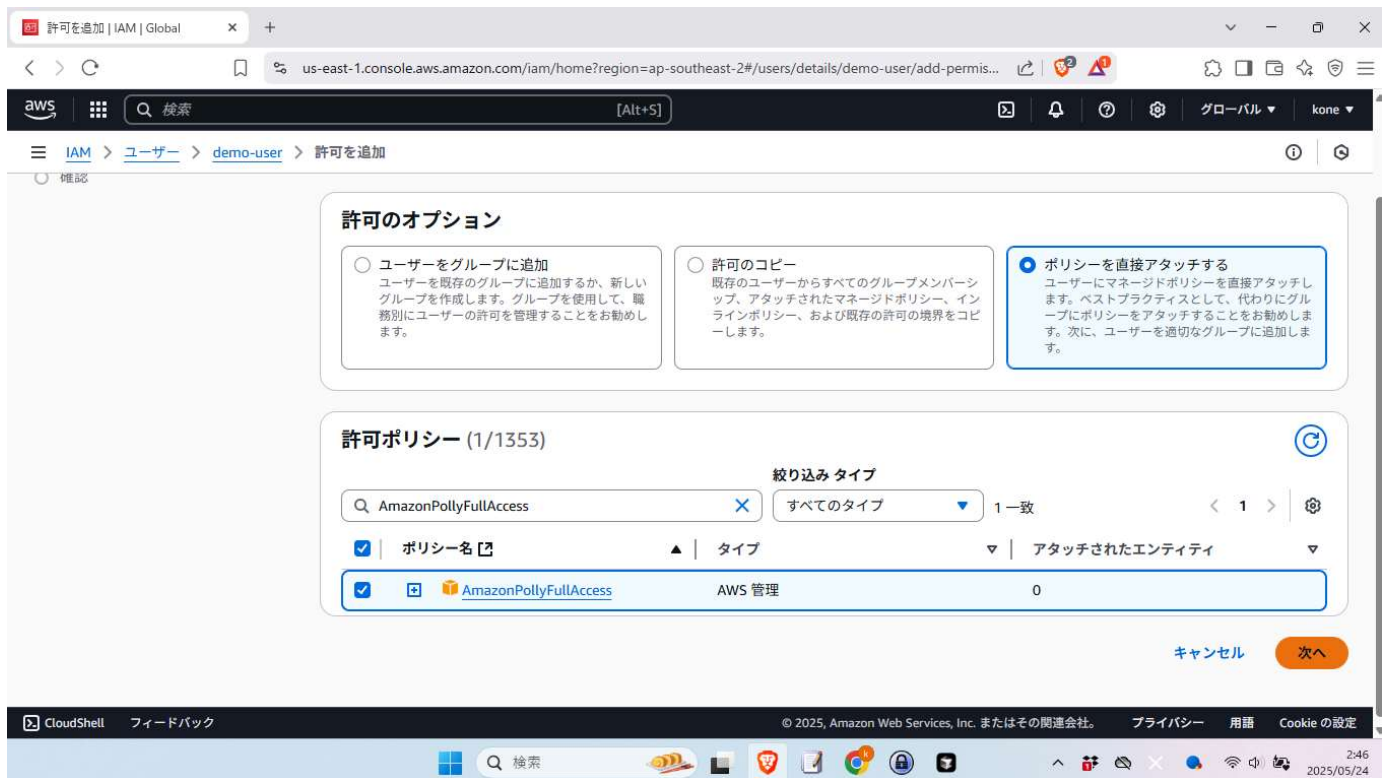 許可を追加 | IAM | Global
us-east-1.console.aws.amazon.com/iam/home?region=ap-southeast-2#/users/details/demo-user/add-permis...
2
1
aws
検索
[Alt+S]
グローバル
kone
IAM > ユーザー > demo-user > 許可を追加
確認
許可のオプション
ユーザーをグループに追加
ユーザーを既存のグループに追加するか、新しい
グループを作成します。グループを使用して、職
務別にユーザーの許可を管理することをお勧めし
ます。
許可のコピー
既存のユーザーからすべてのグループメンバーシ
ップ、アタッチされたマネージドポリシー、イン
ラインポリシー、および既存の許可の境界をコピ
ーします。
ポリシーを直接アタッチする
ユーザーにマネージドポリシーを直接アタッチし
ます。ベストプラクティスとして、代わりにグル
ープにポリシーをアタッチすることをお勧めしま
す。次に、ユーザーを適切なグループに追加しま
す。
許可ポリシー (1/1353)
絞り込み タイプ
AmazonPollyFullAccess
すべてのタイプ
1 一致
1
ポリシー名
タイプ
アタッチされたエンティティ
AmazonPollyFullAccess
AWS 管理
0
キャンセル
次へ
CloudShell
フィードバック
© 2025, Amazon Web Services, Inc. またはその関連会社。
プライバシー
用語
Cookie の設定
検索
2:46
2025/05/24